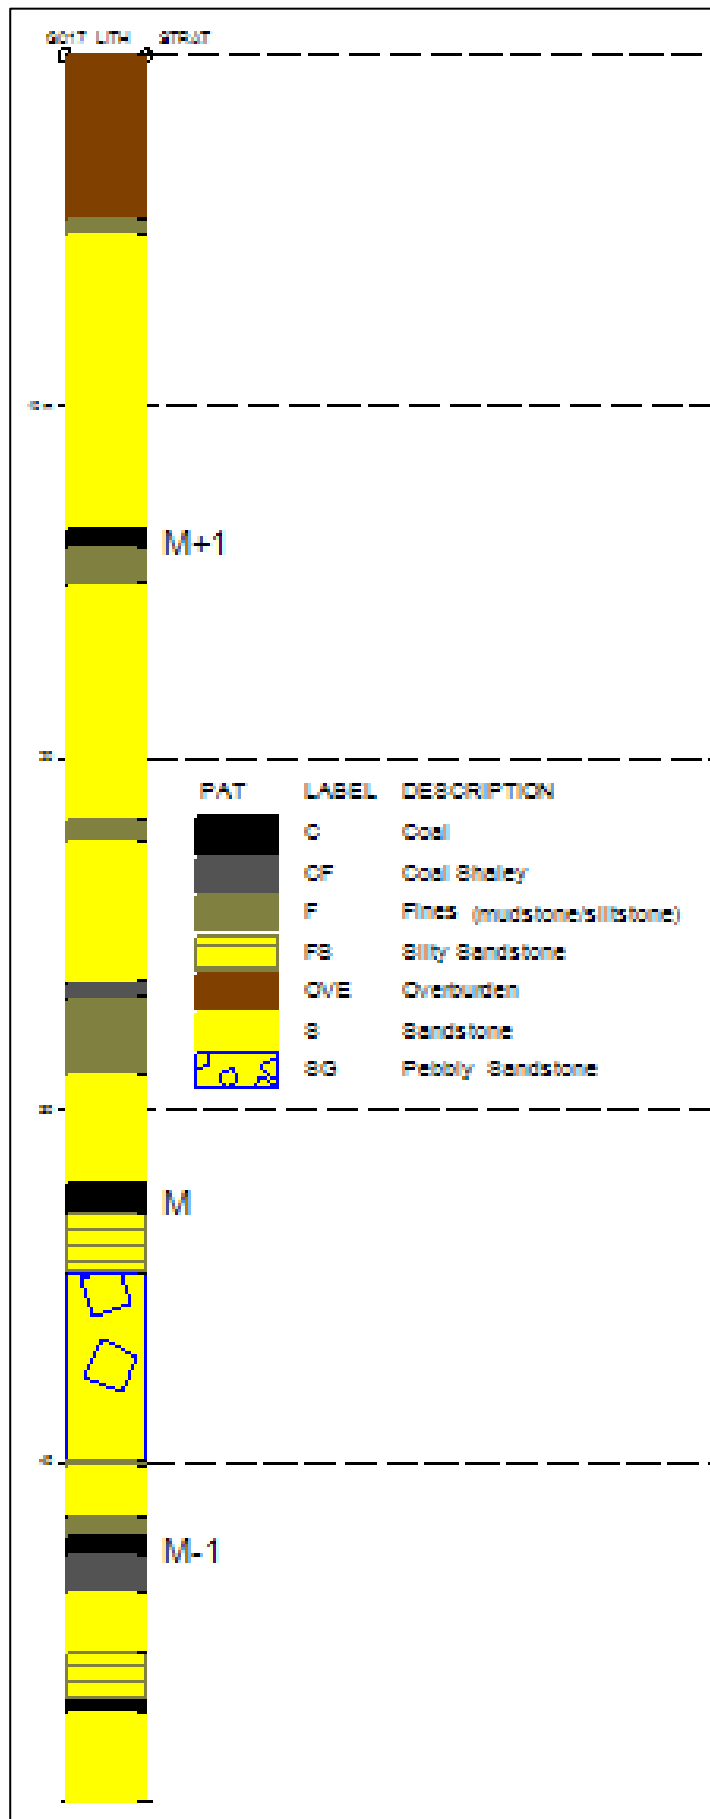 LITH STRAT
M+1
PAT LABEL DESCRIPTION
C Coal
CF Coal Shaley
F Fines (mudstone/siltstone)
FS Silty Sandstone
OVE Overburden
S Sandstone
SG Pebbly Sandstone
M
M-1